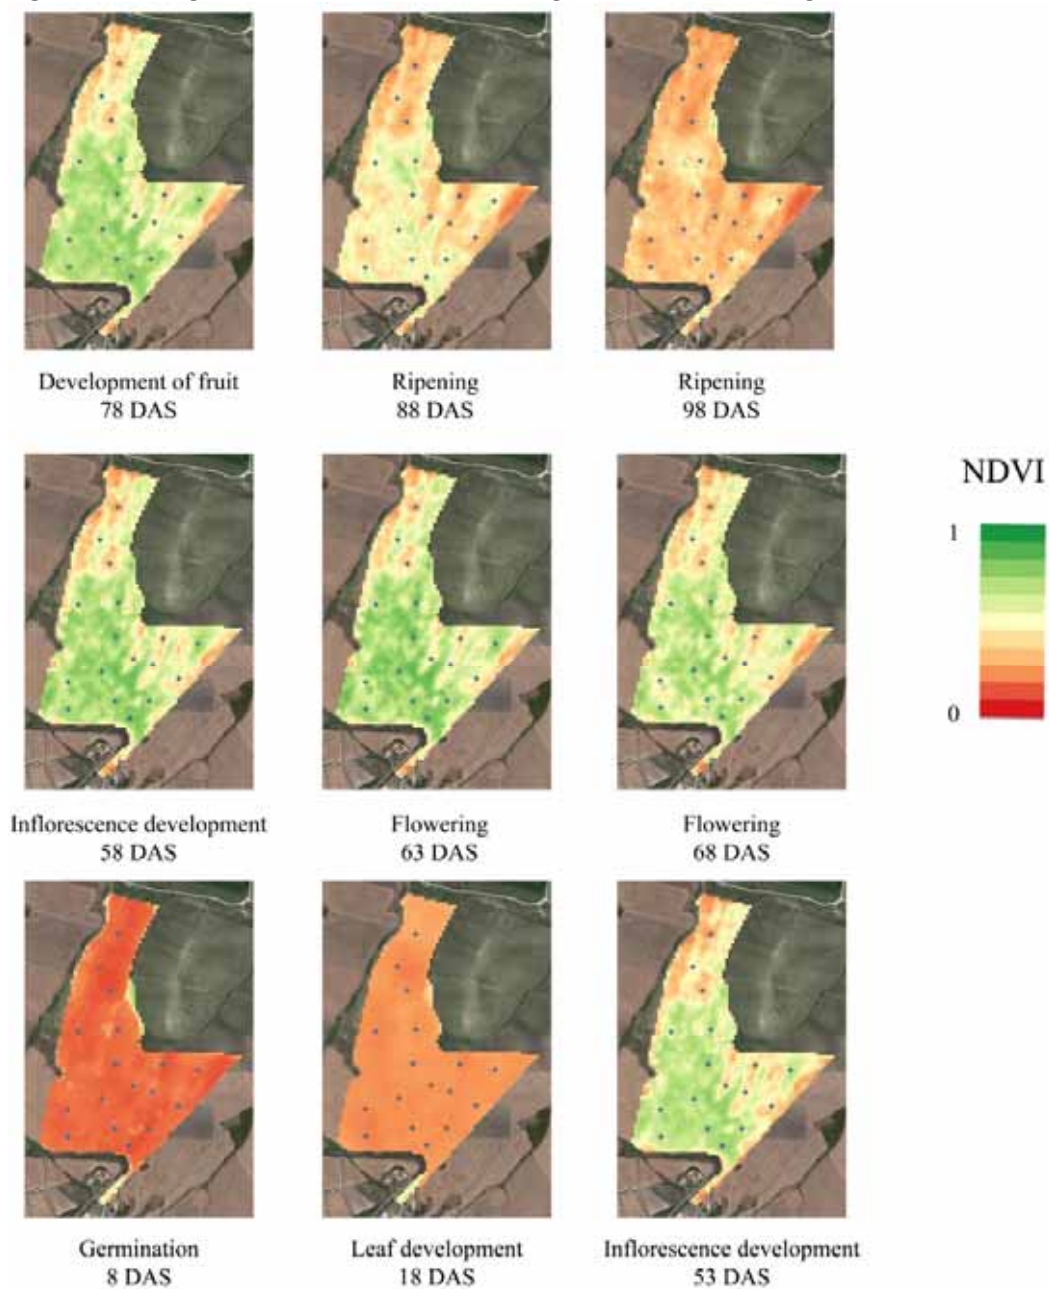 Development of fruit
78 DAS
Ripening
88 DAS
Ripening
98 DAS
NDVI
1
0
Inflorescence development
58 DAS
Flowering
63 DAS
Flowering
68 DAS
Germination
8 DAS
Leaf development
18 DAS
Inflorescence development
53 DAS